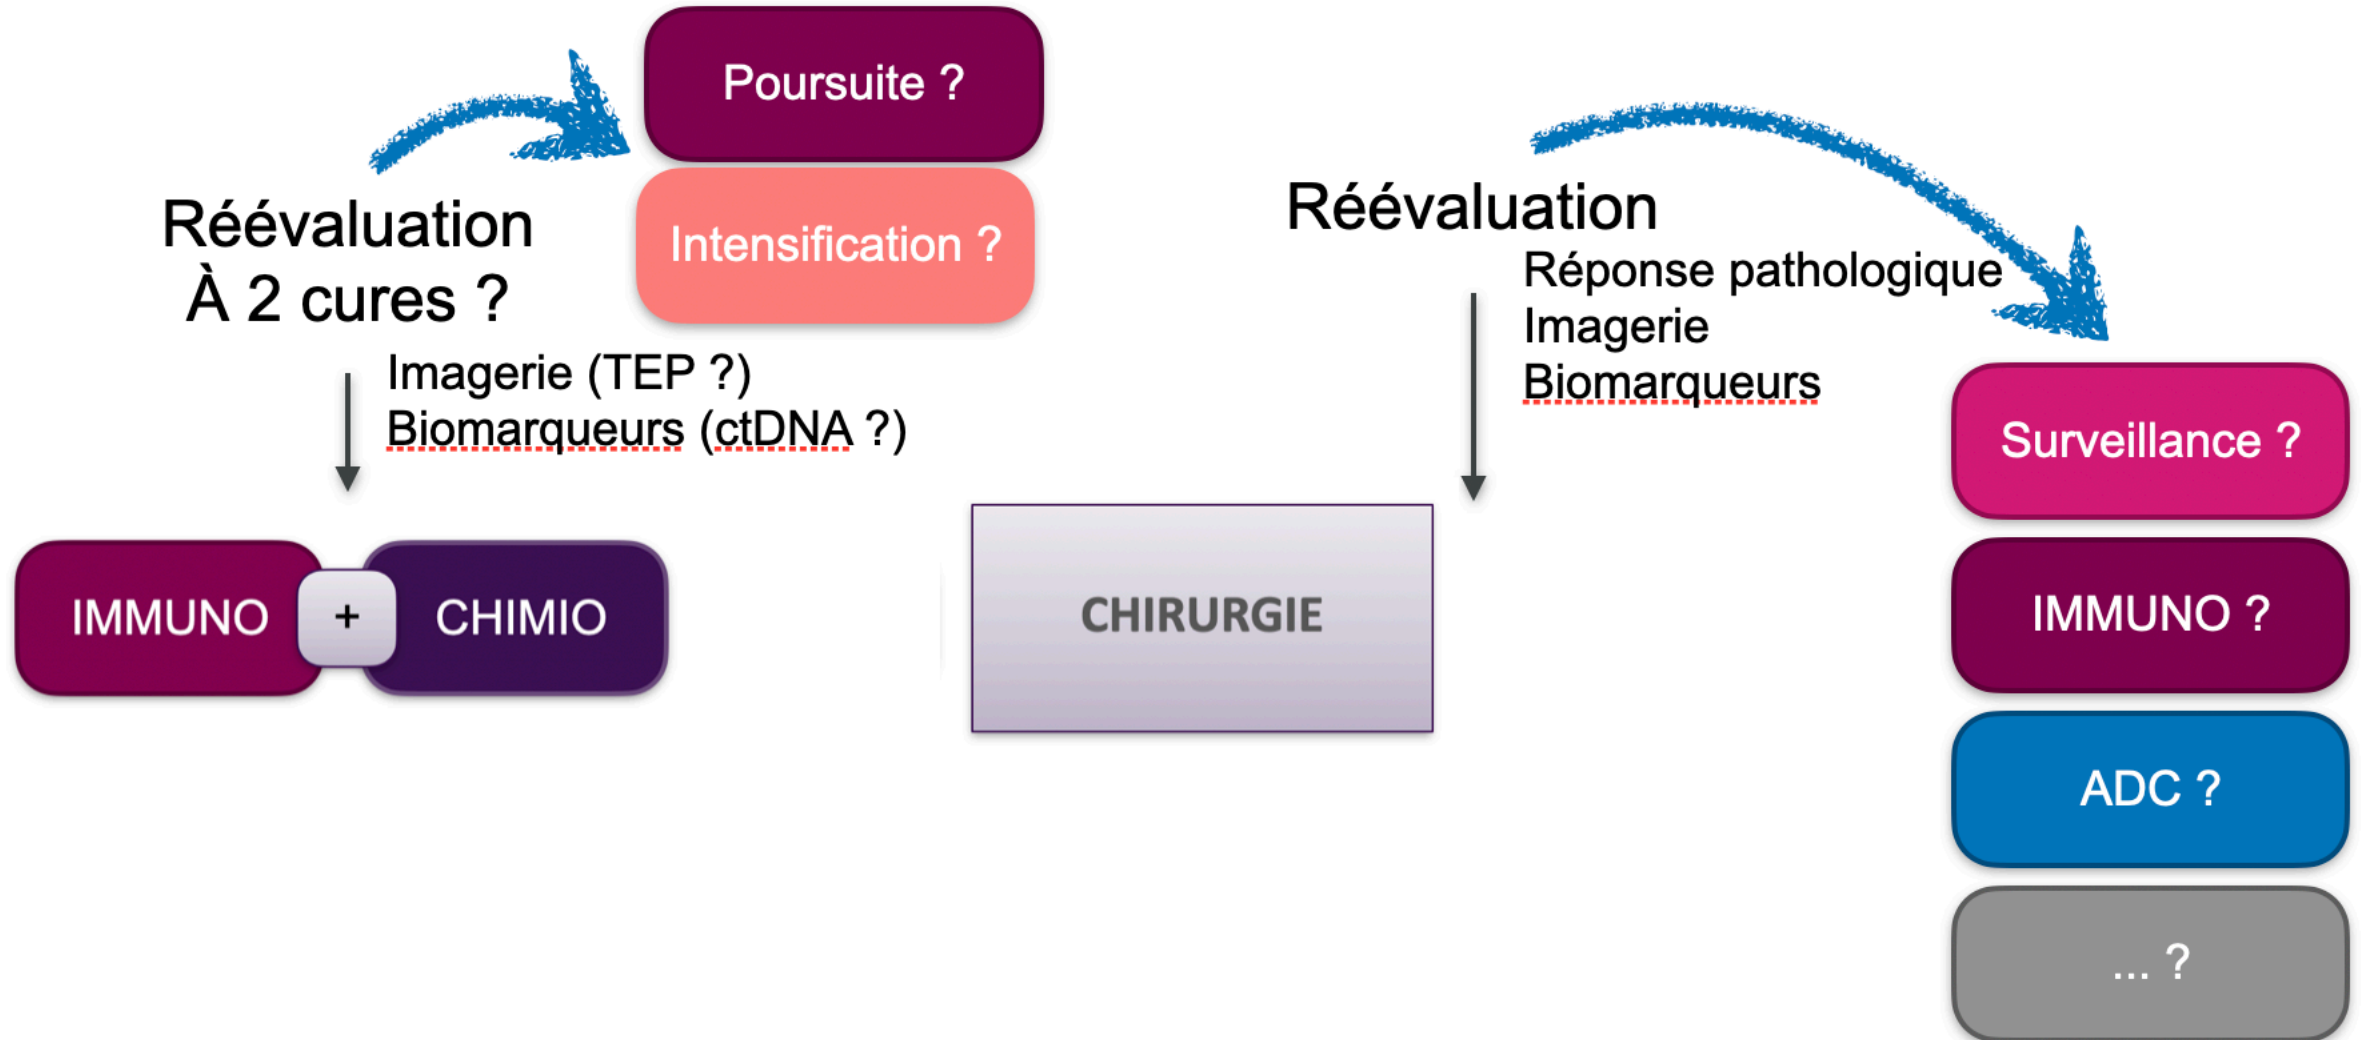 Poursuite ?
Intensification ?
Réévaluation
À 2 cures ?
Imagerie (TEP ?)
Biomarqueurs (ctDNA ?)
IMMUNO
+
CHIMIO
CHIRURGIE
Réévaluation
Réponse pathologique
Imagerie
Biomarqueurs
Surveillance ?
IMMUNO ?
ADC ?
... ?